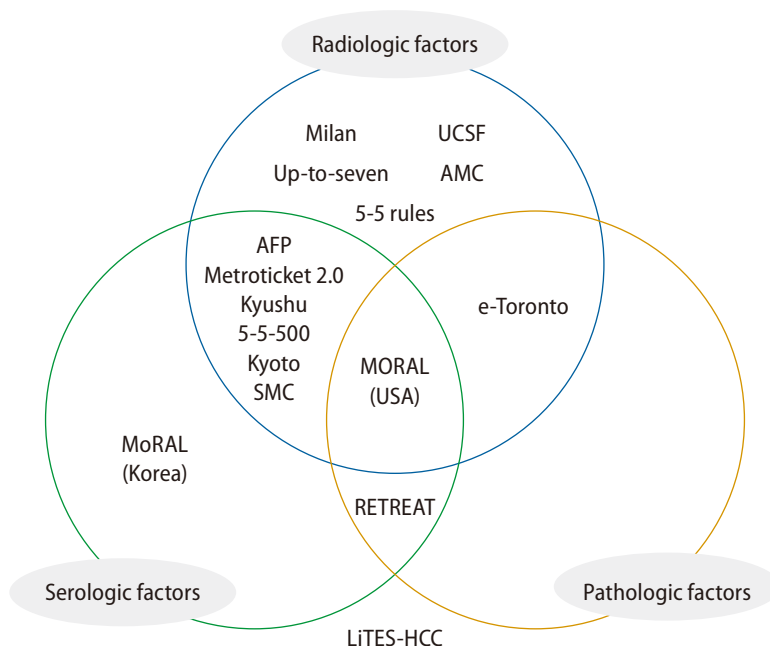 Radiologic factors
Milan
UCSF
Up-to-seven
AMC
5-5 rules
AFP
Metroticket 2.0
Kyushu
5-5-500
Kyoto
SMC
e-Toronto
MORAL
(USA)
MoRAL
(Korea)
RETREAT
Serologic factors
Pathologic factors
LiTES-HCC